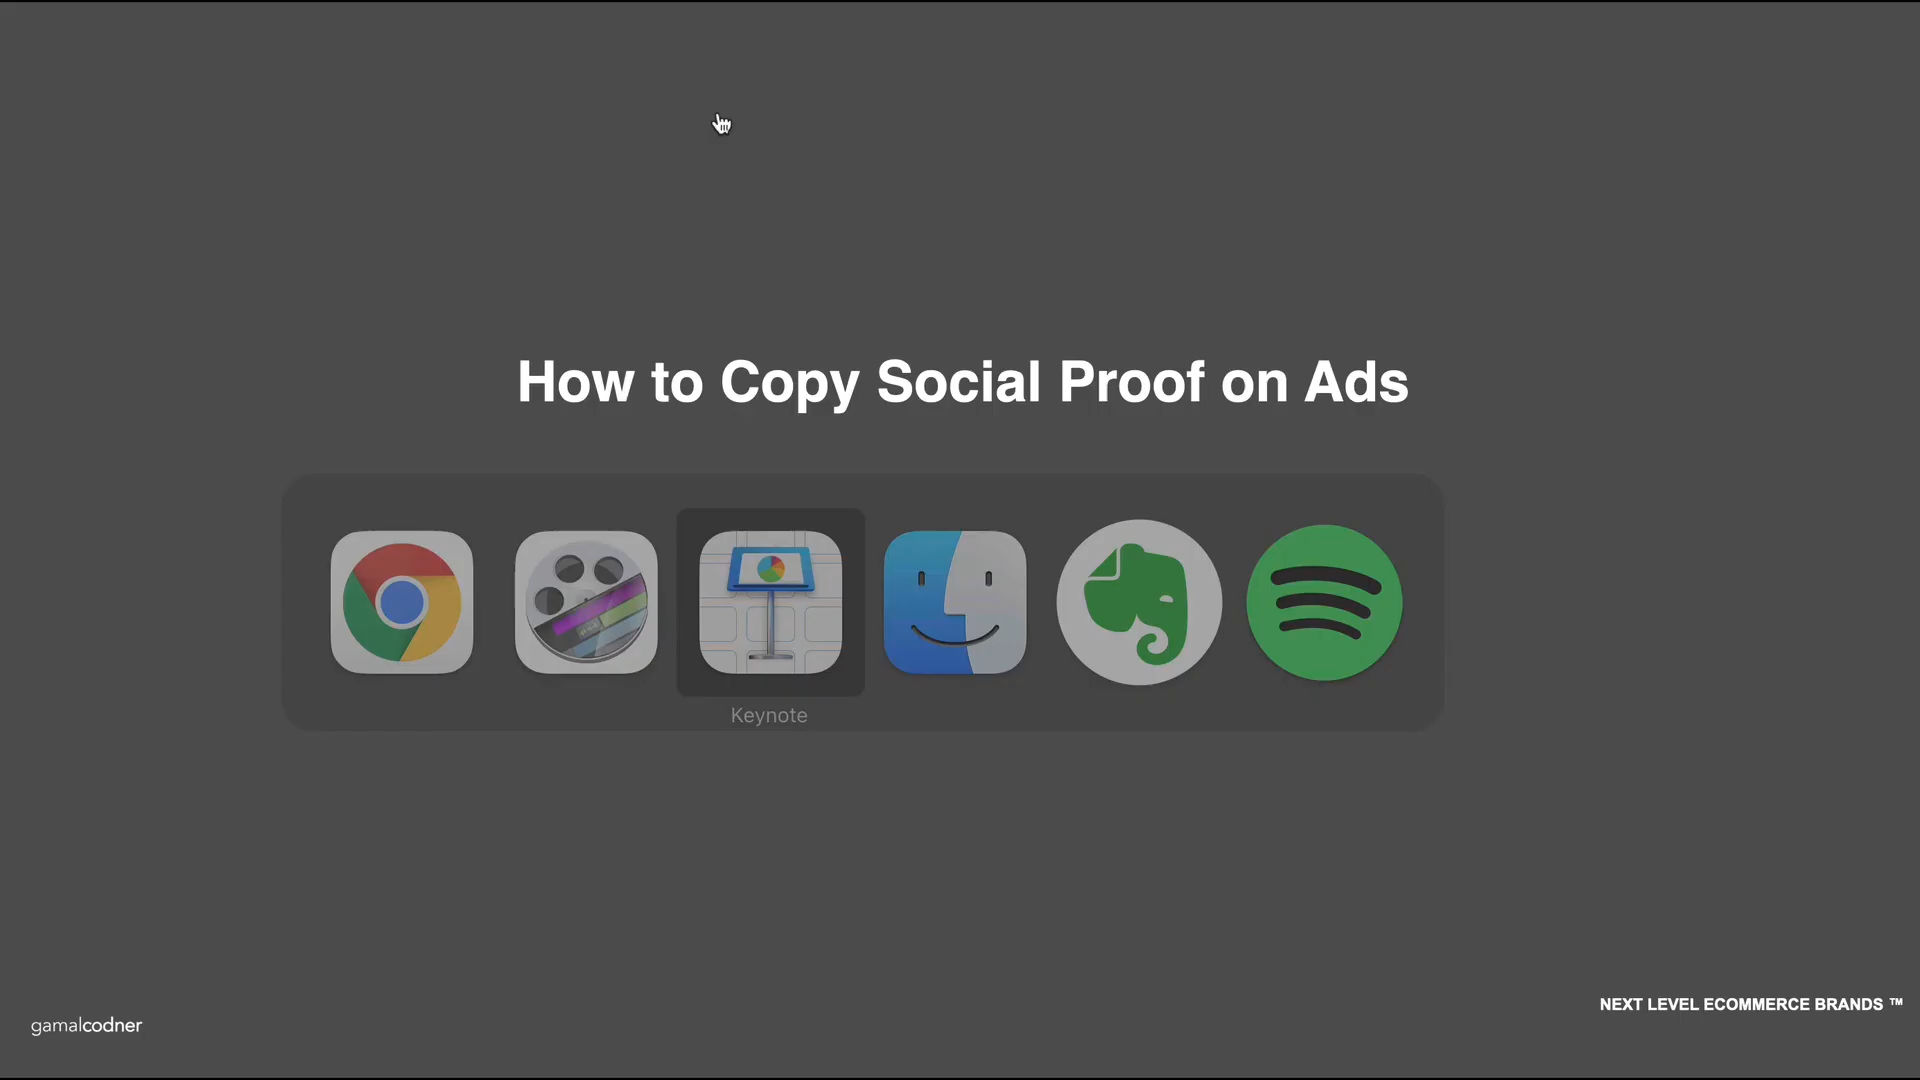 How to Copy Social Proof on Ads
Keynote
gamalcodner
NEXT LEVEL ECOMMERCE BRANDS ™